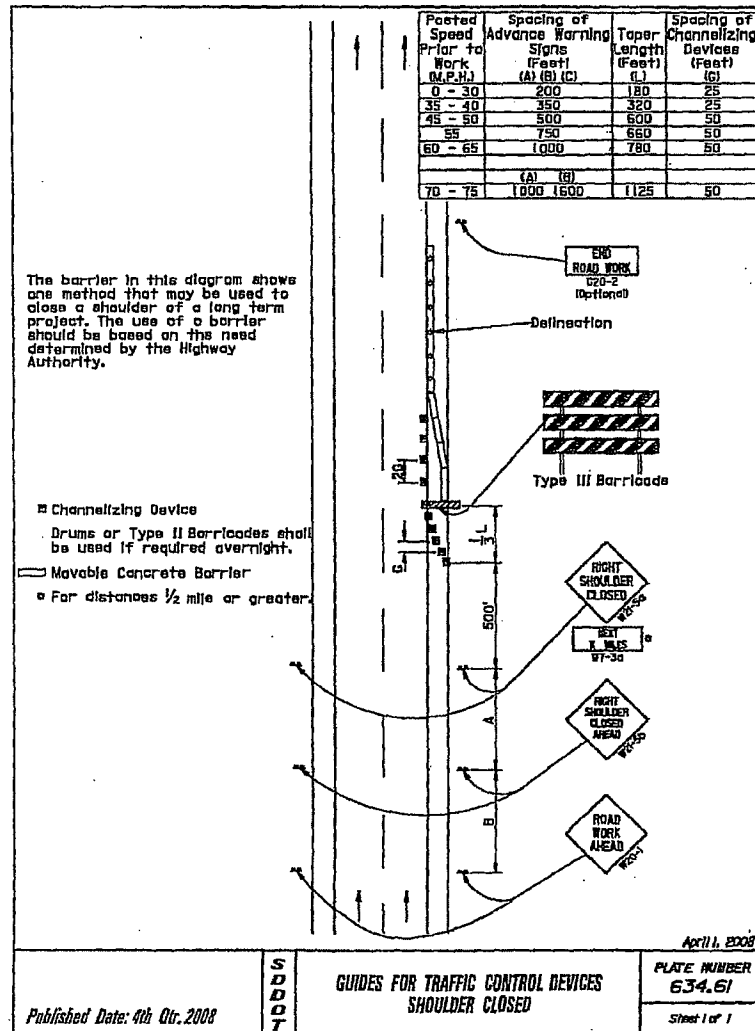 Posted Speed Prior to Work (M.P.H.)
Spacing of Advance Warning Signs (Feet) (A) (B) (C)
Taper Length (Feet) (L)
Spacing of Channelizing Devices (Feet) (G)
0 - 30 200 180 25
35 - 40 350 320 25
45 - 50 500 600 50
55 750 660 50
60 - 65 1000 780 50
(A) (B)
70 - 75 1000 1500 1125 50
END
ROAD WORK
G20-2
(Optional)
The barrier in this diagram shows
one method that may be used to
close a shoulder of a long term
project. The use of a barrier
should be based on the need
determined by the Highway
Authority.
Delineation
Type III Barricade
2G
Channelizing Device
Drums or Type II Barricades shall
be used if required overnight.
Movable Concrete Barrier
For distances 1/2 mile or greater.
G
1/3 L
500'
A
B
RIGHT
SHOULDER
CLOSED
W21-5a
NEXT
X MILES
W7-3a
RIGHT
SHOULDER
CLOSED
AHEAD
W21-5b
ROAD
WORK
AHEAD
W20-1
April 1, 2008
Published Date: 4th Qtr. 2008
SDDOT
GUIDES FOR TRAFFIC CONTROL DEVICES
SHOULDER CLOSED
PLATE NUMBER
634.61
Sheet 1 of 1